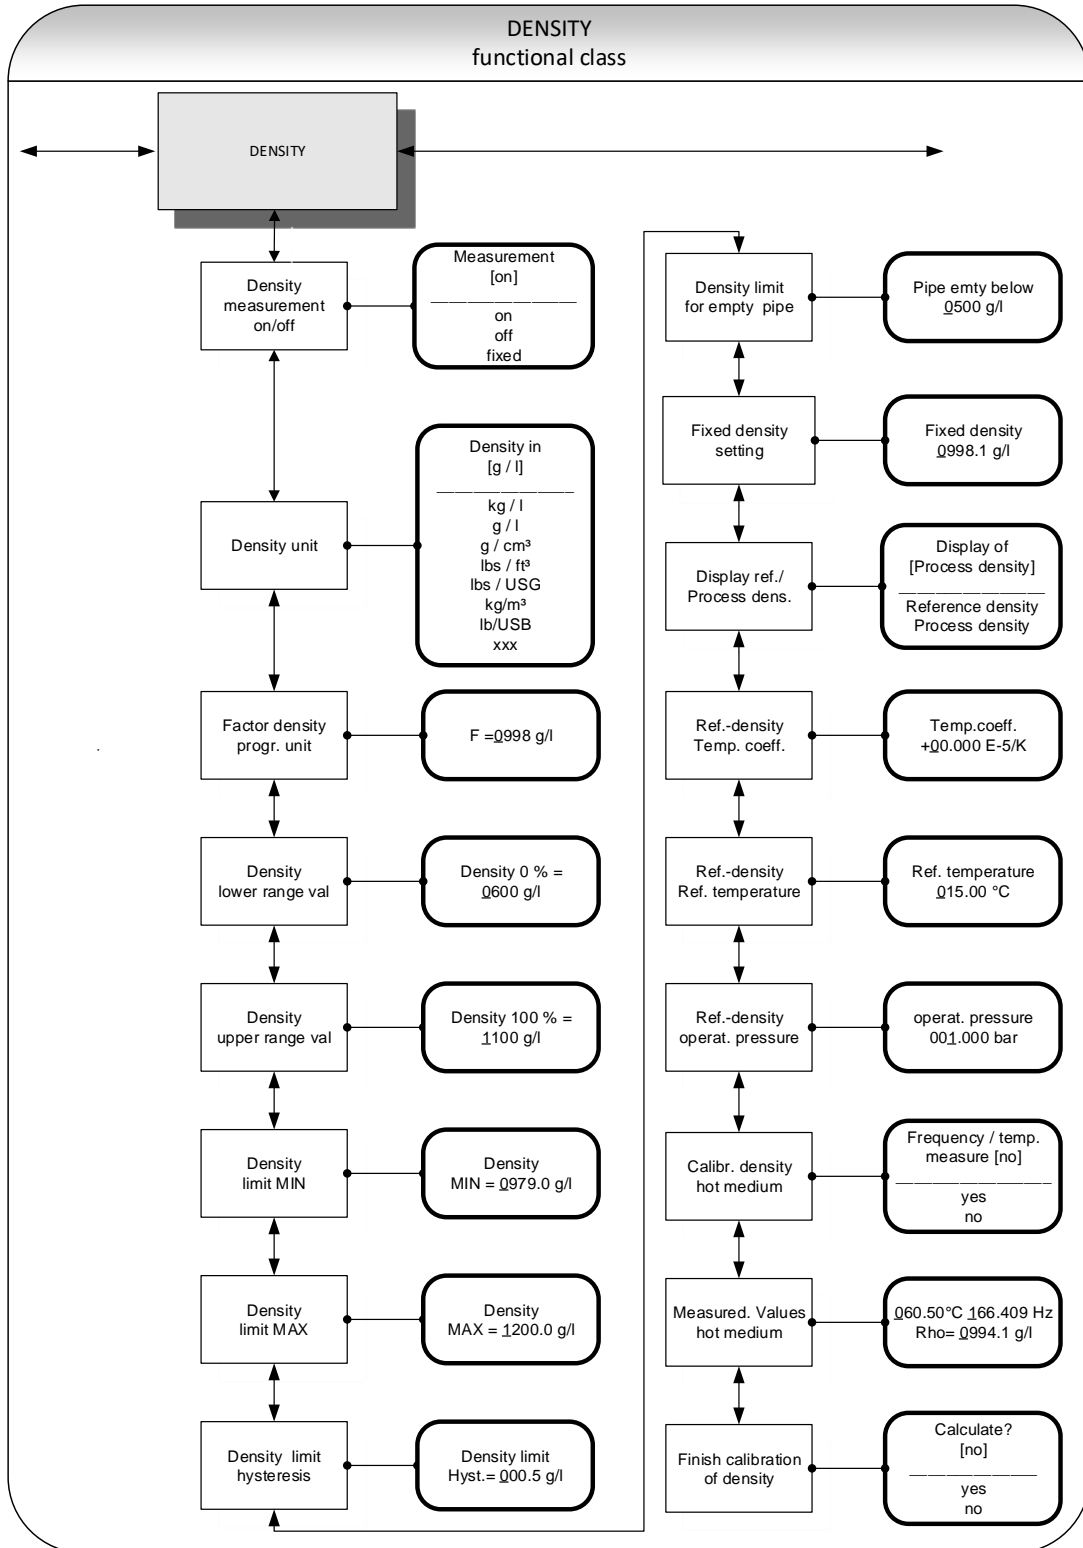 DENSITY
functional class
DENSITY
Density
measurement
on/off
Measurement
[on]
________________
on
off
fixed
Density unit
Density in
[g / l]
_______________
kg / l
g / l
g / cm³
lbs / ft³
lbs / USG
kg/m³
lb/USB
xxx
Factor density
progr. unit
F =0998 g/l
Density
lower range val
Density 0 % =
0600 g/l
Density
upper range val
Density 100 % =
1100 g/l
Density
limit MIN
Density
MIN = 0979.0 g/l
Density
limit MAX
Density
MAX = 1200.0 g/l
Density limit
hysteresis
Density limit
Hyst.= 000.5 g/l
Density limit
for empty pipe
Pipe emty below
0500 g/l
Fixed density
setting
Fixed density
0998.1 g/l
Display ref./
Process dens.
Display of
[Process density]
________________
Reference density
Process density
Ref.-density
Temp. coeff.
Temp.coeff.
+00.000 E-5/K
Ref.-density
Ref. temperature
Ref. temperature
015.00 °C
Ref.-density
operat. pressure
operat. pressure
001.000 bar
Calibr. density
hot medium
Frequency / temp.
measure [no]
_________________
yes
no
Measured. Values
hot medium
060.50°C 166.409 Hz
Rho= 0994.1 g/l
Finish calibration
of density
Calculate?
[no]
______________
yes
no
.